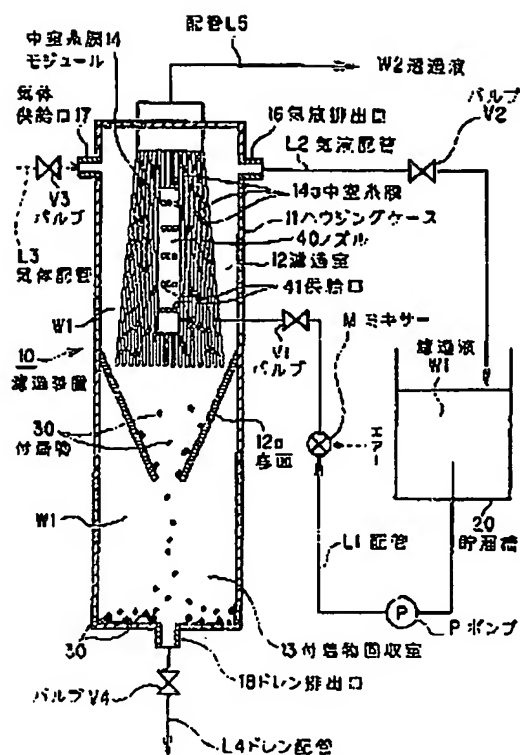 配管L5
中空糸膜14
モジュール
W2濾過液
気体
供給口17
16気液排出口
バルブ
V2
L2気液配管
14a中空糸膜
V3
バルブ
11ハウジングケース
40ノズル
L3
気体配管
12濾過室
41供給口
W1
V1
バルブ
M ミキサー
濾過液
W1
10
濾過装置
エアー
30
付着物
12a
底面
W1
20
貯溜槽
L1配管
P
Pポンプ
30
13付着物回収室
18ドレン排出口
バルブV4
L4ドレン配管